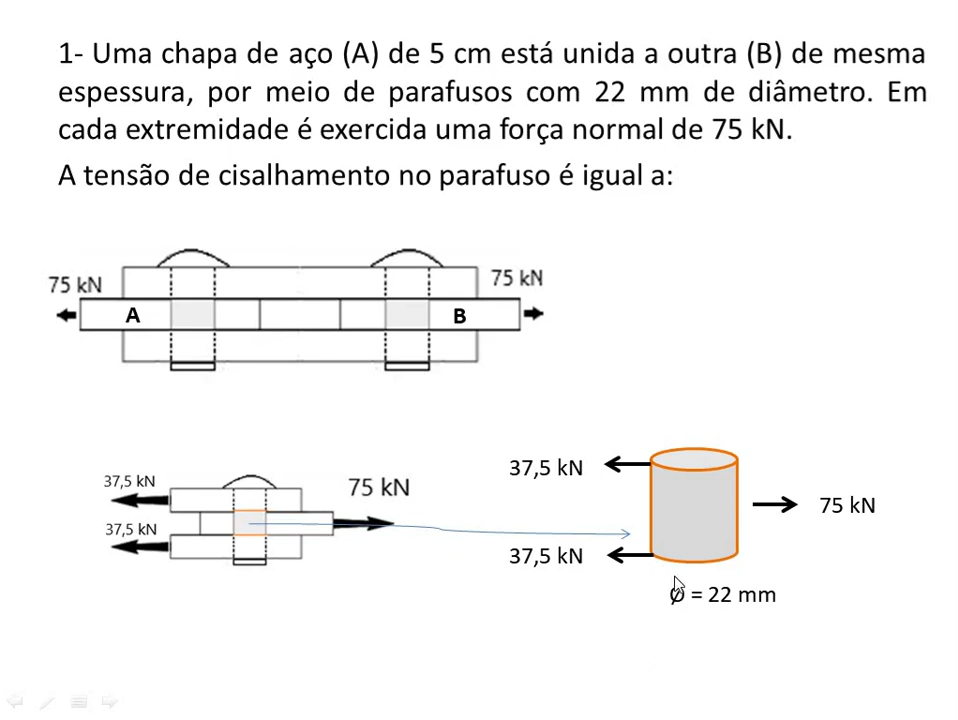 1- Uma chapa de aço (A) de 5 cm está unida a outra (B) de mesma
espessura, por meio de parafusos com 22 mm de diâmetro. Em
cada extremidade é exercida uma força normal de 75 kN.
A tensão de cisalhamento no parafuso é igual a:
75 kN
75 kN
A
B
37,5 kN
75 kN
37,5 kN
37,5 kN
75 kN
37,5 kN
Ø = 22 mm